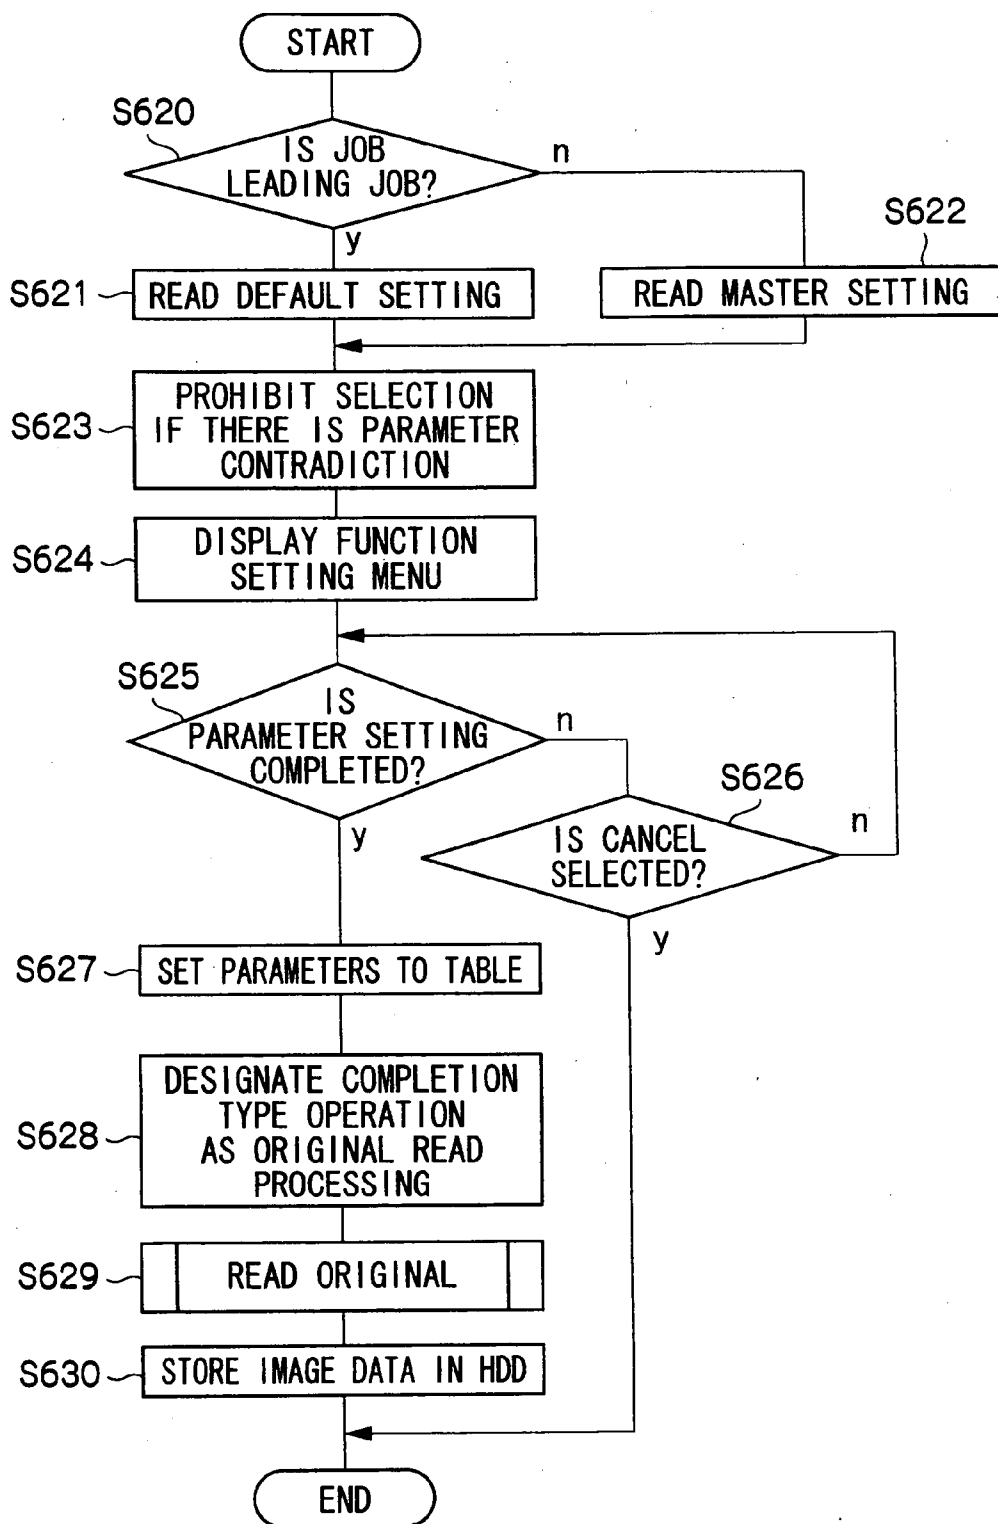 START
S620
IS JOB
LEADING JOB?
n
y
S622
S621
READ DEFAULT SETTING
READ MASTER SETTING
S623
PROHIBIT SELECTION
IF THERE IS PARAMETER
CONTRADICTION
S624
DISPLAY FUNCTION
SETTING MENU
S625
IS
PARAMETER SETTING
COMPLETED?
n
y
S626
IS CANCEL
SELECTED?
n
y
S627
SET PARAMETERS TO TABLE
S628
DESIGNATE COMPLETION
TYPE OPERATION
AS ORIGINAL READ
PROCESSING
S629
READ ORIGINAL
S630
STORE IMAGE DATA IN HDD
END